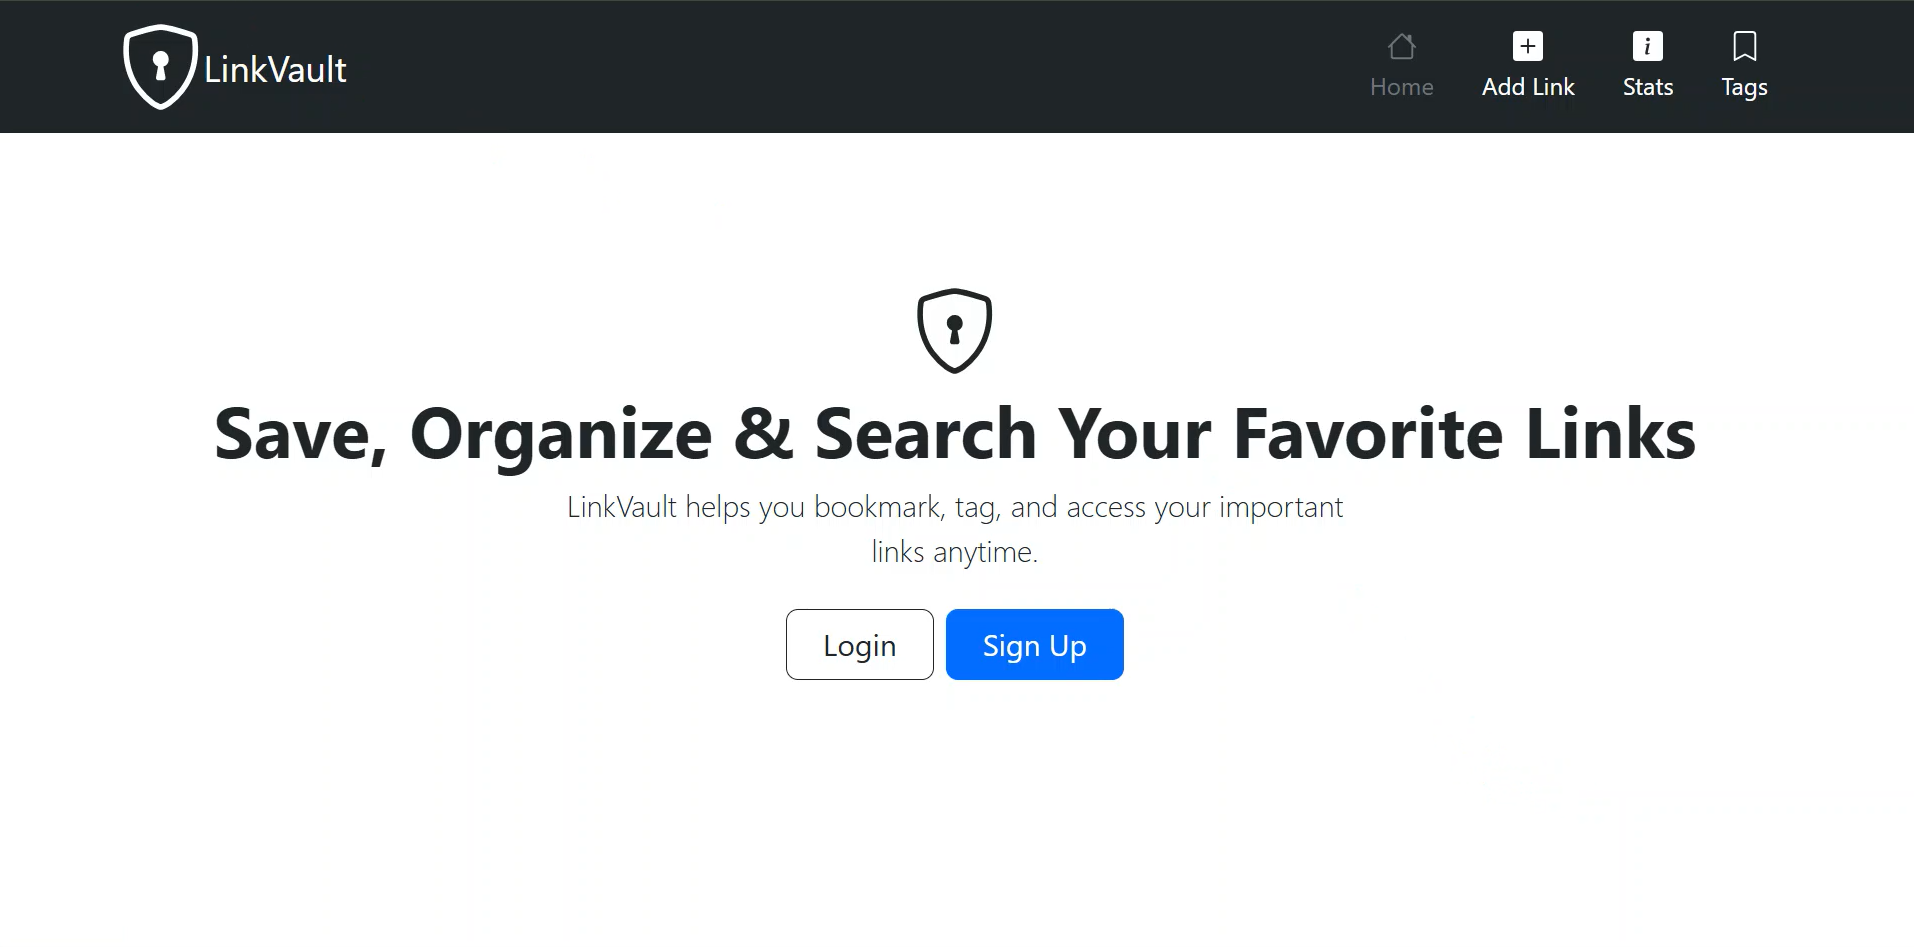 LinkVault
Home
Add Link
Stats
Tags
Save, Organize & Search Your Favorite Links
LinkVault helps you bookmark, tag, and access your important
links anytime.
Login
Sign Up